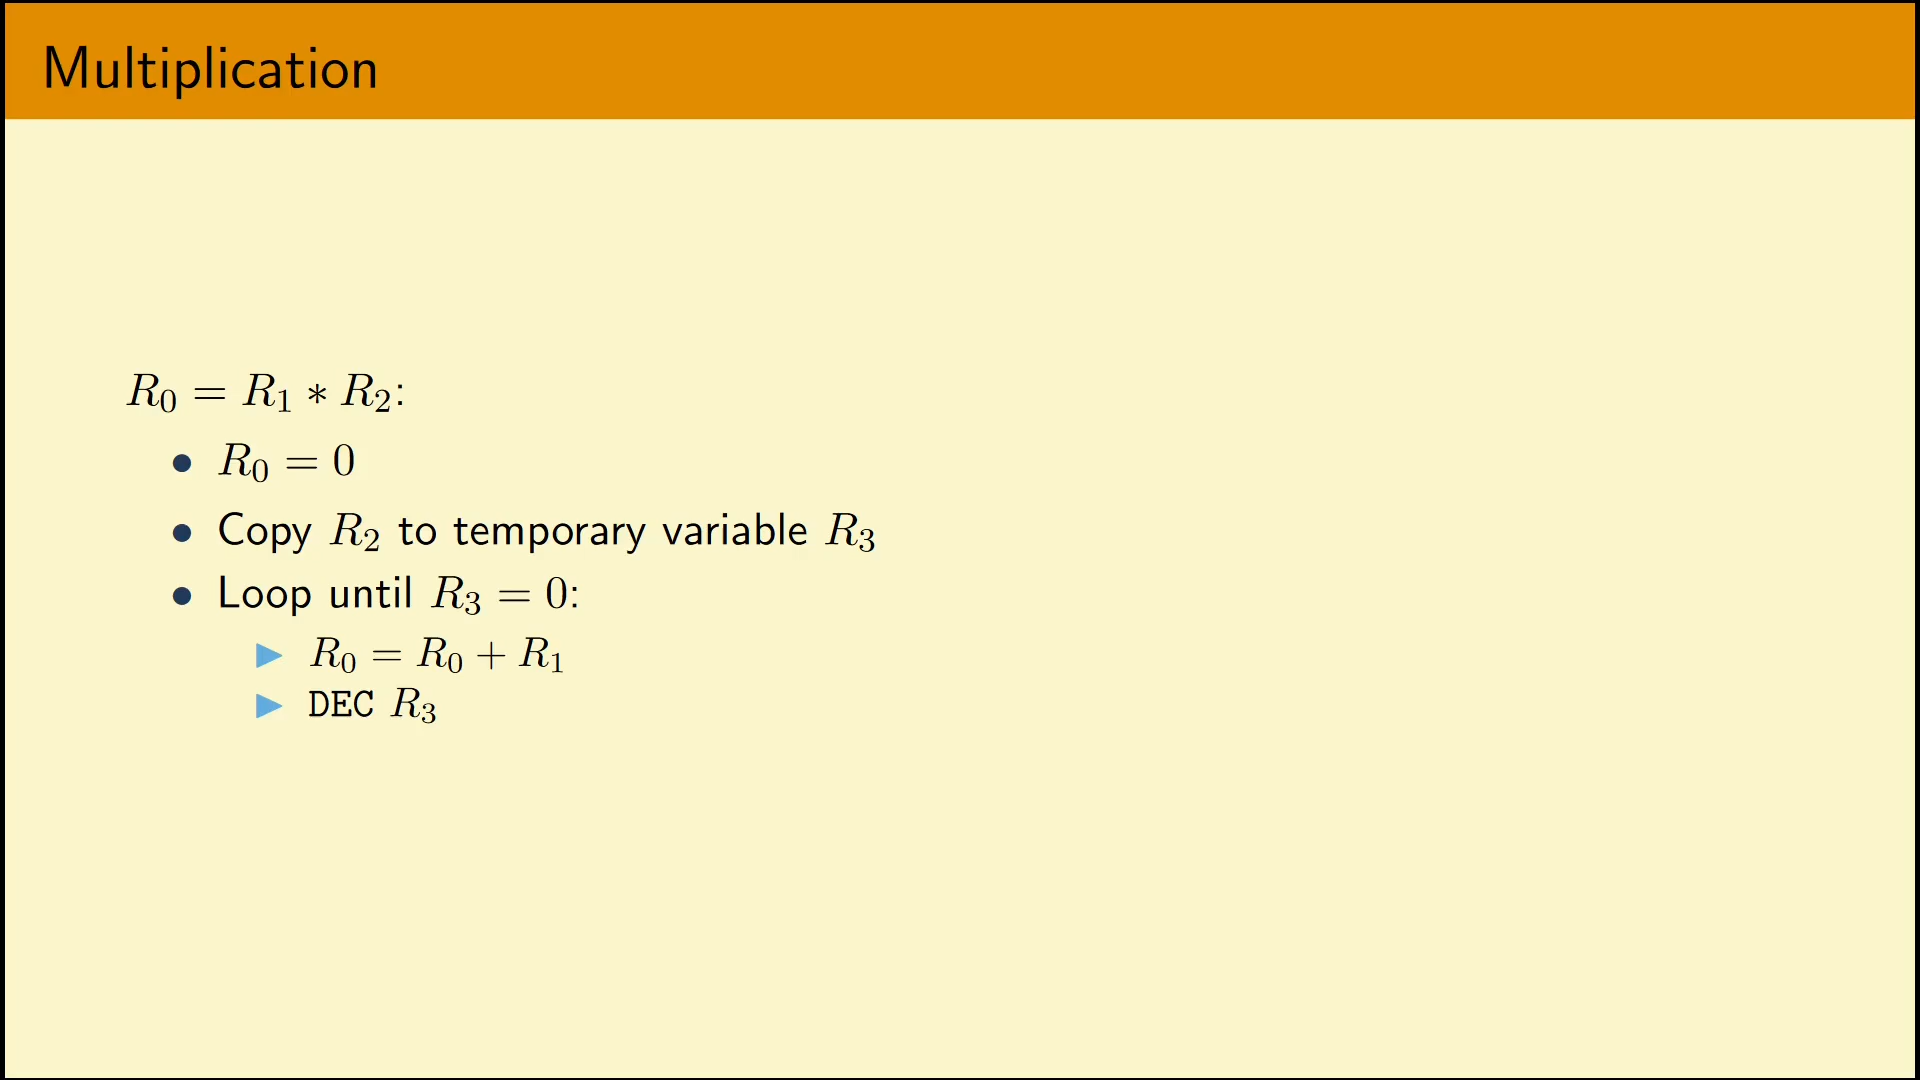 Multiplication
R₀ = R₁ ∗ R₂:
• R₀ = 0
• Copy R₂ to temporary variable R₃
• Loop until R₃ = 0:
▶ R₀ = R₀ + R₁
▶ DEC R₃